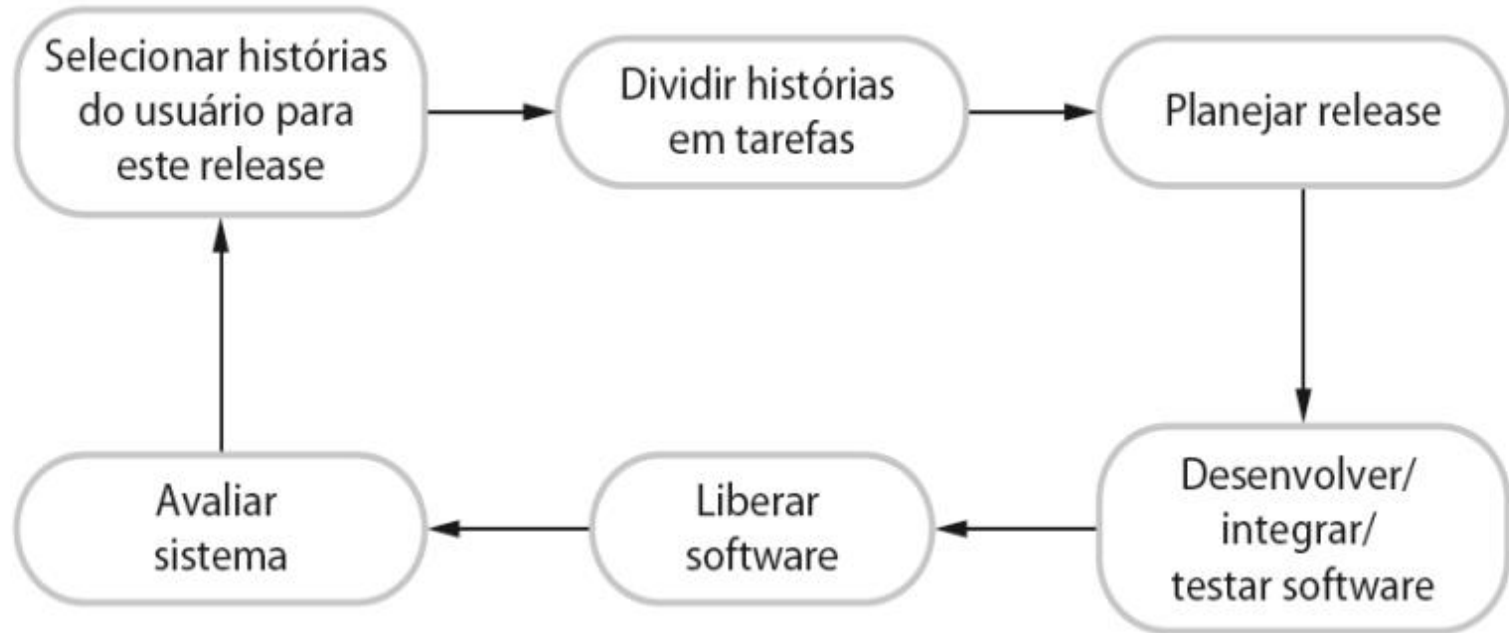 Selecionar histórias
do usuário para
este release
Dividir histórias
em tarefas
Planejar release
Desenvolver/
integrar/
testar software
Liberar
software
Avaliar
sistema